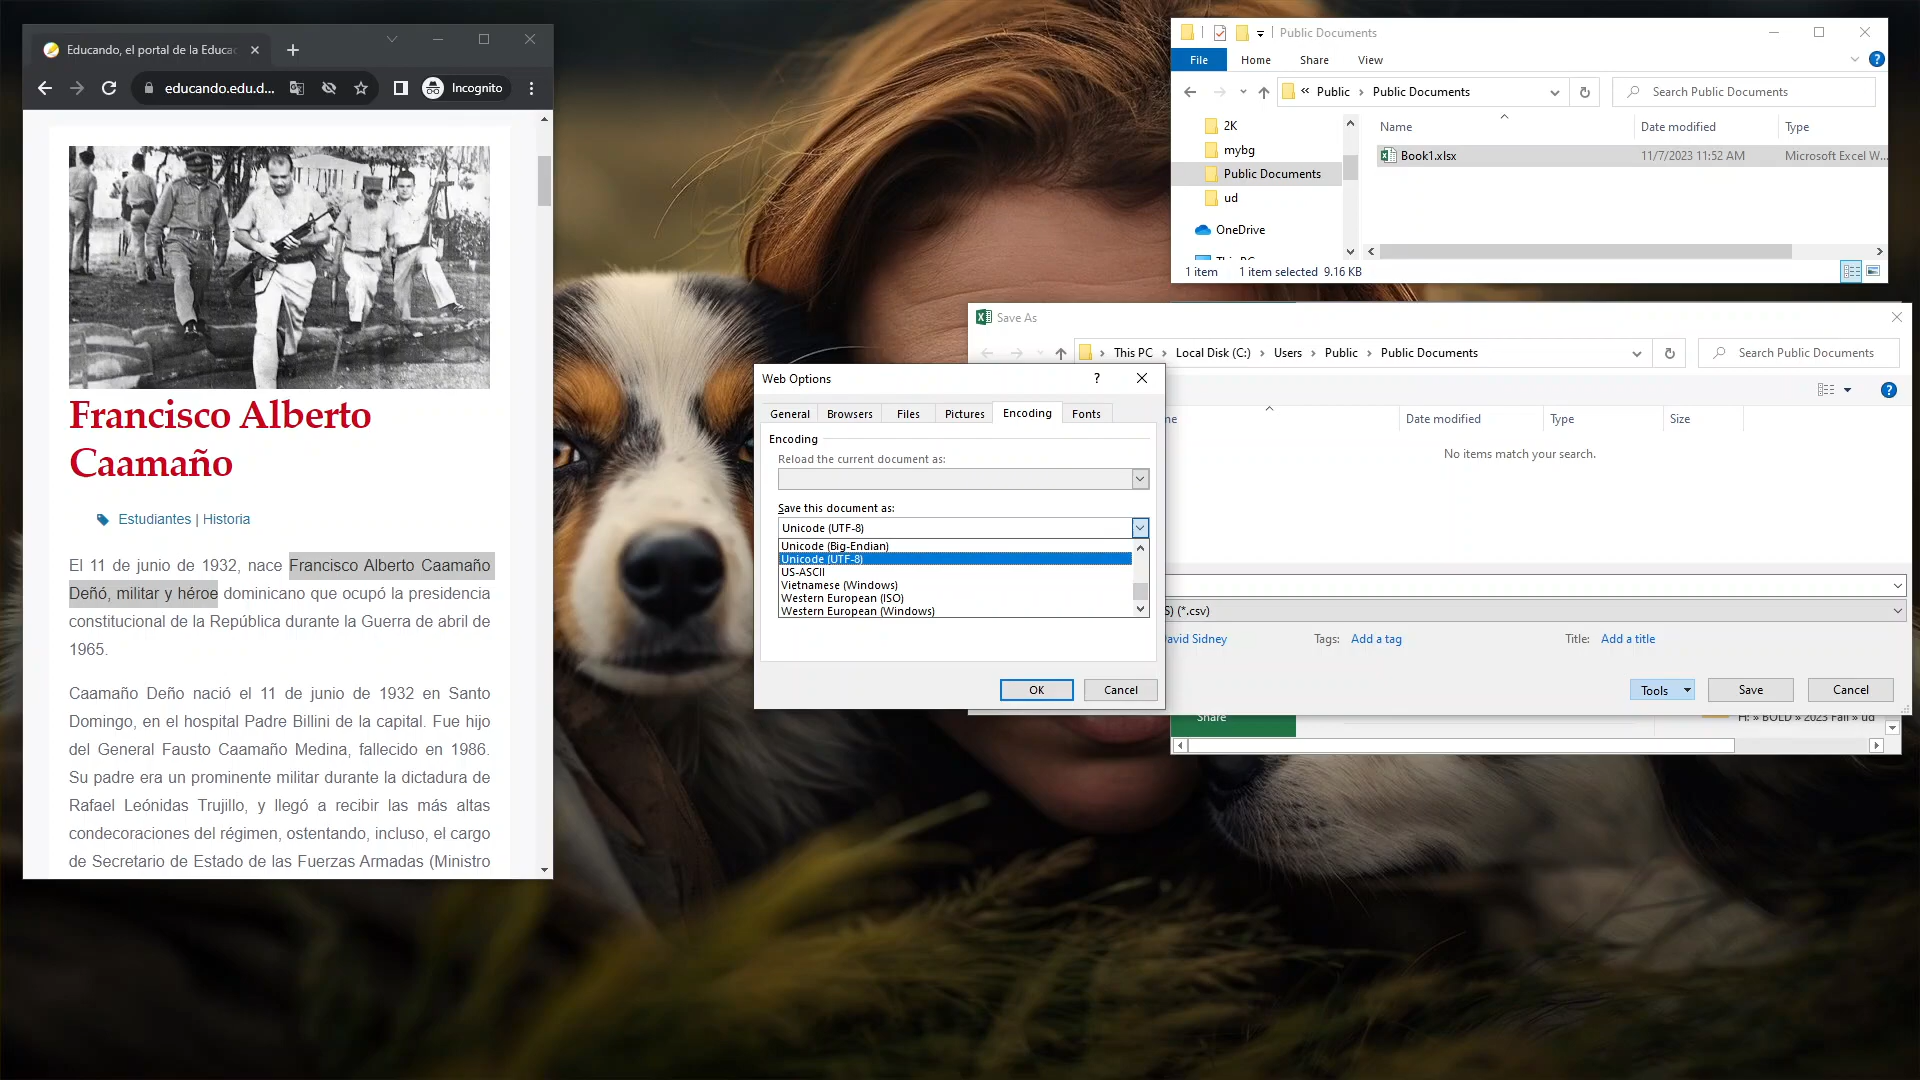 Educando, el portal de la Educa
educando.edu.d...
Incognito
Francisco Alberto
Caamaño
Estudiantes | Historia
El 11 de junio de 1932, nace Francisco Alberto Caamaño
Deñó, militar y héroe dominicano que ocupó la presidencia
constitucional de la República durante la Guerra de abril de
1965.
Caamaño Deño nació el 11 de junio de 1932 en Santo
Domingo, en el hospital Padre Billini de la capital. Fue hijo
del General Fausto Caamaño Medina, fallecido en 1986.
Su padre era un prominente militar durante la dictadura de
Rafael Leónidas Trujillo, y llegó a recibir las más altas
condecoraciones del régimen, ostentando, incluso, el cargo
de Secretario de Estado de las Fuerzas Armadas (Ministro
Public Documents
File Home Share View
« Public > Public Documents
Search Public Documents
2K
mybg
Public Documents
ud
OneDrive
This PC
Name Date modified Type
Book1.xlsx 11/7/2023 11:52 AM Microsoft Excel W...
1 item 1 item selected 9.16 KB
Save As
This PC > Local Disk (C:) > Users > Public > Public Documents
Search Public Documents
me Date modified Type Size
No items match your search.
S) (*.csv)
David Sidney Tags: Add a tag Title: Add a title
Tools Save Cancel
Share
H: » BOLD » 2023 Fall » ud
Web Options
?
General Browsers Files Pictures Encoding Fonts
Encoding
Reload the current document as:
Save this document as:
Unicode (UTF-8)
Unicode (Big-Endian)
Unicode (UTF-8)
US-ASCII
Vietnamese (Windows)
Western European (ISO)
Western European (Windows)
OK Cancel